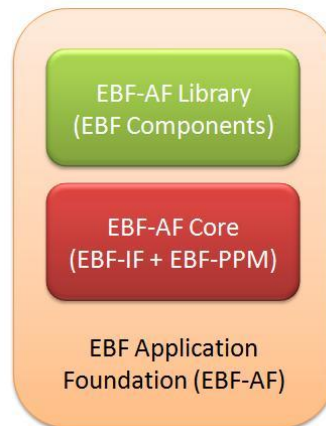 EBF-AF Library
(EBF Components)
EBF-AF Core
(EBF-IF + EBF-PPM)
EBF Application
Foundation (EBF-AF)